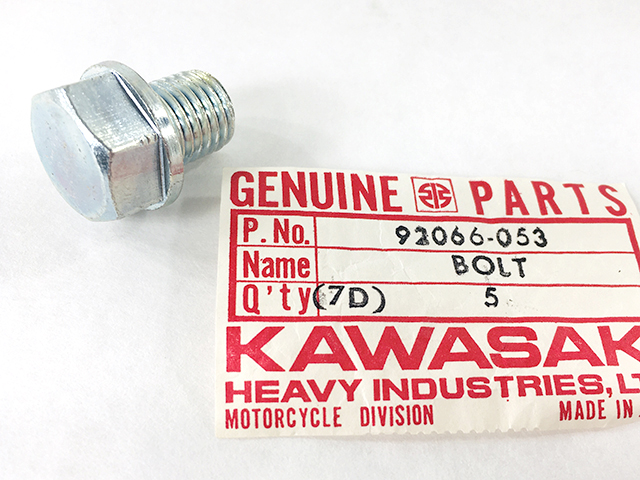 GENUINE PARTS
P. No. 92066-053
Name BOLT
Q'ty (7D) 5
KAWASAK
HEAVY INDUSTRIES, LT
MOTORCYCLE DIVISION MADE IN